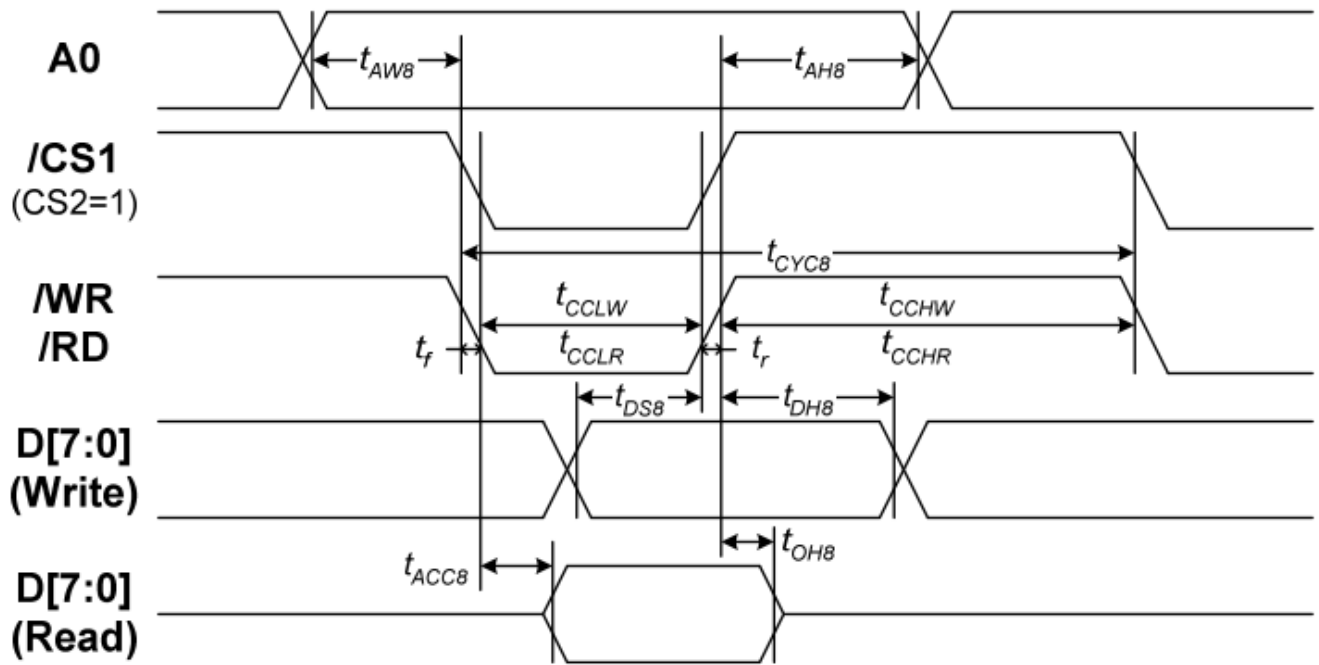 A0
tAW8
tAH8
/CS1
(CS2=1)
tCYC8
/WR
/RD
tCCLW
tCCHW
tf
tCCLR
tr
tCCHR
tDS8
tDH8
D[7:0]
(Write)
tOH8
tACC8
D[7:0]
(Read)